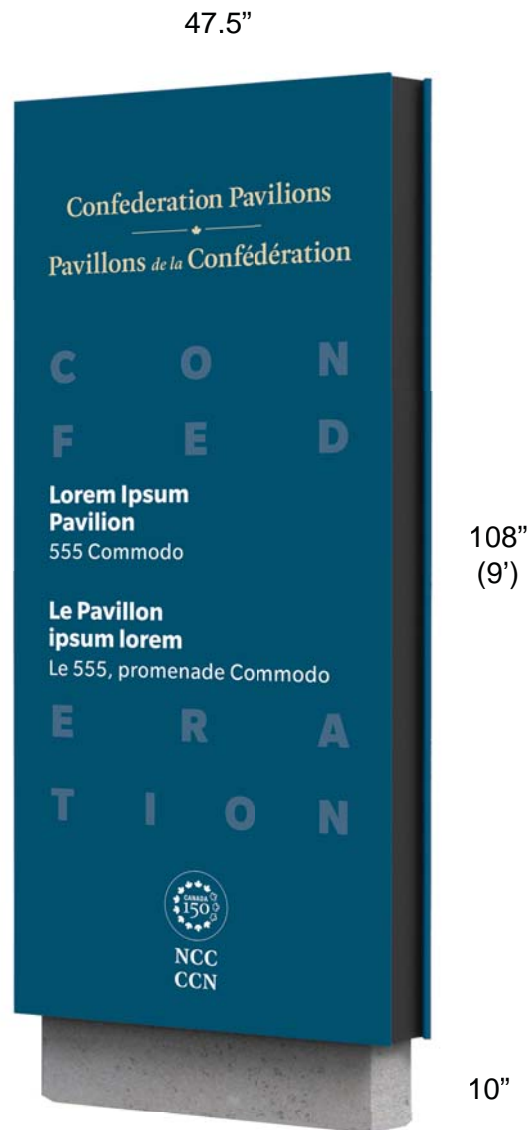 47.5”
Confederation Pavilions
Pavillons de la Confédération
C O N
F E D
Lorem Ipsum
Pavilion
555 Commodo
Le Pavillon
ipsum lorem
Le 555, promenade Commodo
E R A
T I O N
CANADA
150
NCC
CCN
108”
(9’)
10”